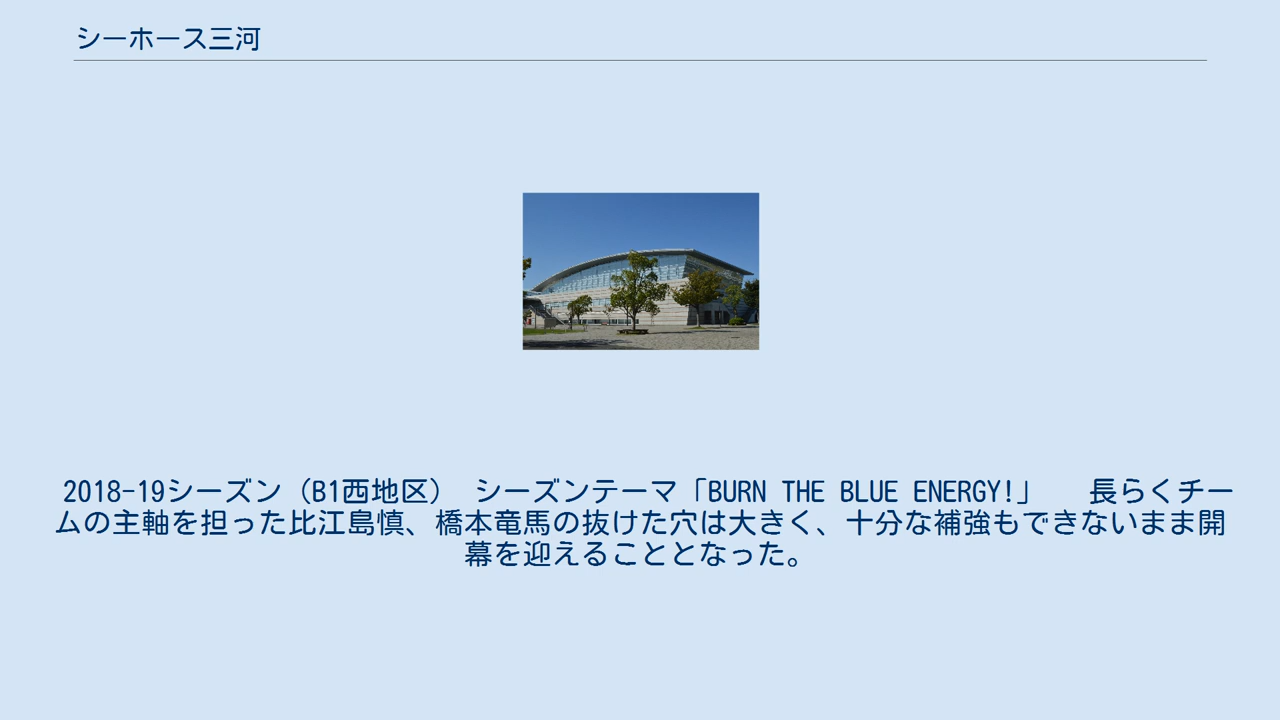 シーホース三河
2018-19シーズン（B1西地区） シーズンテーマ「BURN THE BLUE ENERGY!」　長らくチー
ムの主軸を担った比江島慎、橋本竜馬の抜けた穴は大きく、十分な補強もできないまま開
幕を迎えることとなった。